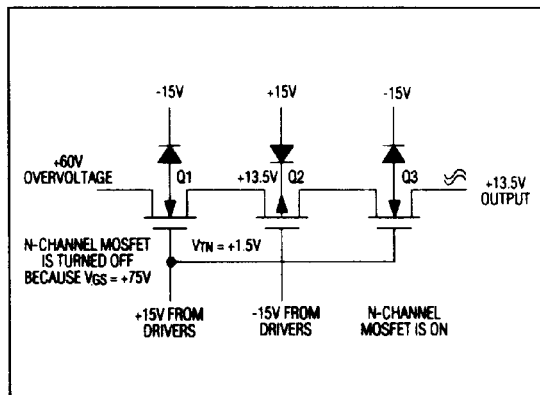 -15V +15V -15V
+60V
OVERVOLTAGE
Q1 +13.5V Q2 Q3
+13.5V
OUTPUT
N-CHANNEL MOSFET
IS TURNED OFF
BECAUSE VGS = +75V
VTN = +1.5V
+15V FROM
DRIVERS
-15V FROM
DRIVERS
N-CHANNEL
MOSFET IS ON